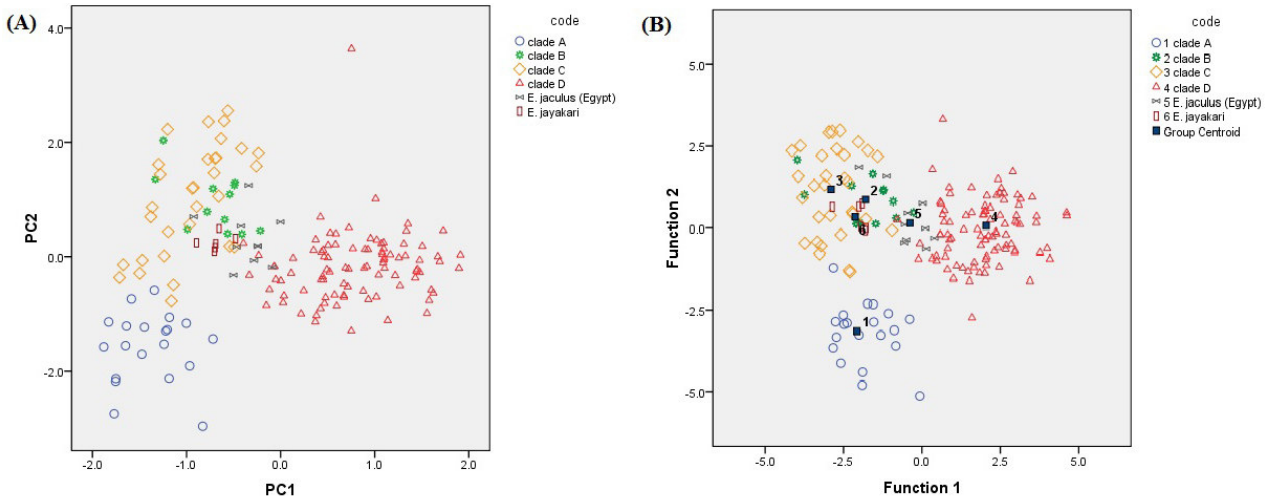 (A)
4.0
2.0
0.0
-2.0
PC2
-2.0 -1.0 0.0 1.0 2.0
PC1
code
clade A
clade B
clade C
clade D
E. jaculus (Egypt)
E. jayakari
(B)
5.0
2.5
0.0
-2.5
-5.0
Function 2
3
2
5
4
6
1
-5.0 -2.5 0.0 2.5 5.0
Function 1
code
1 clade A
2 clade B
3 clade C
4 clade D
5 E. jaculus (Egypt)
6 E. jayakari
Group Centroid